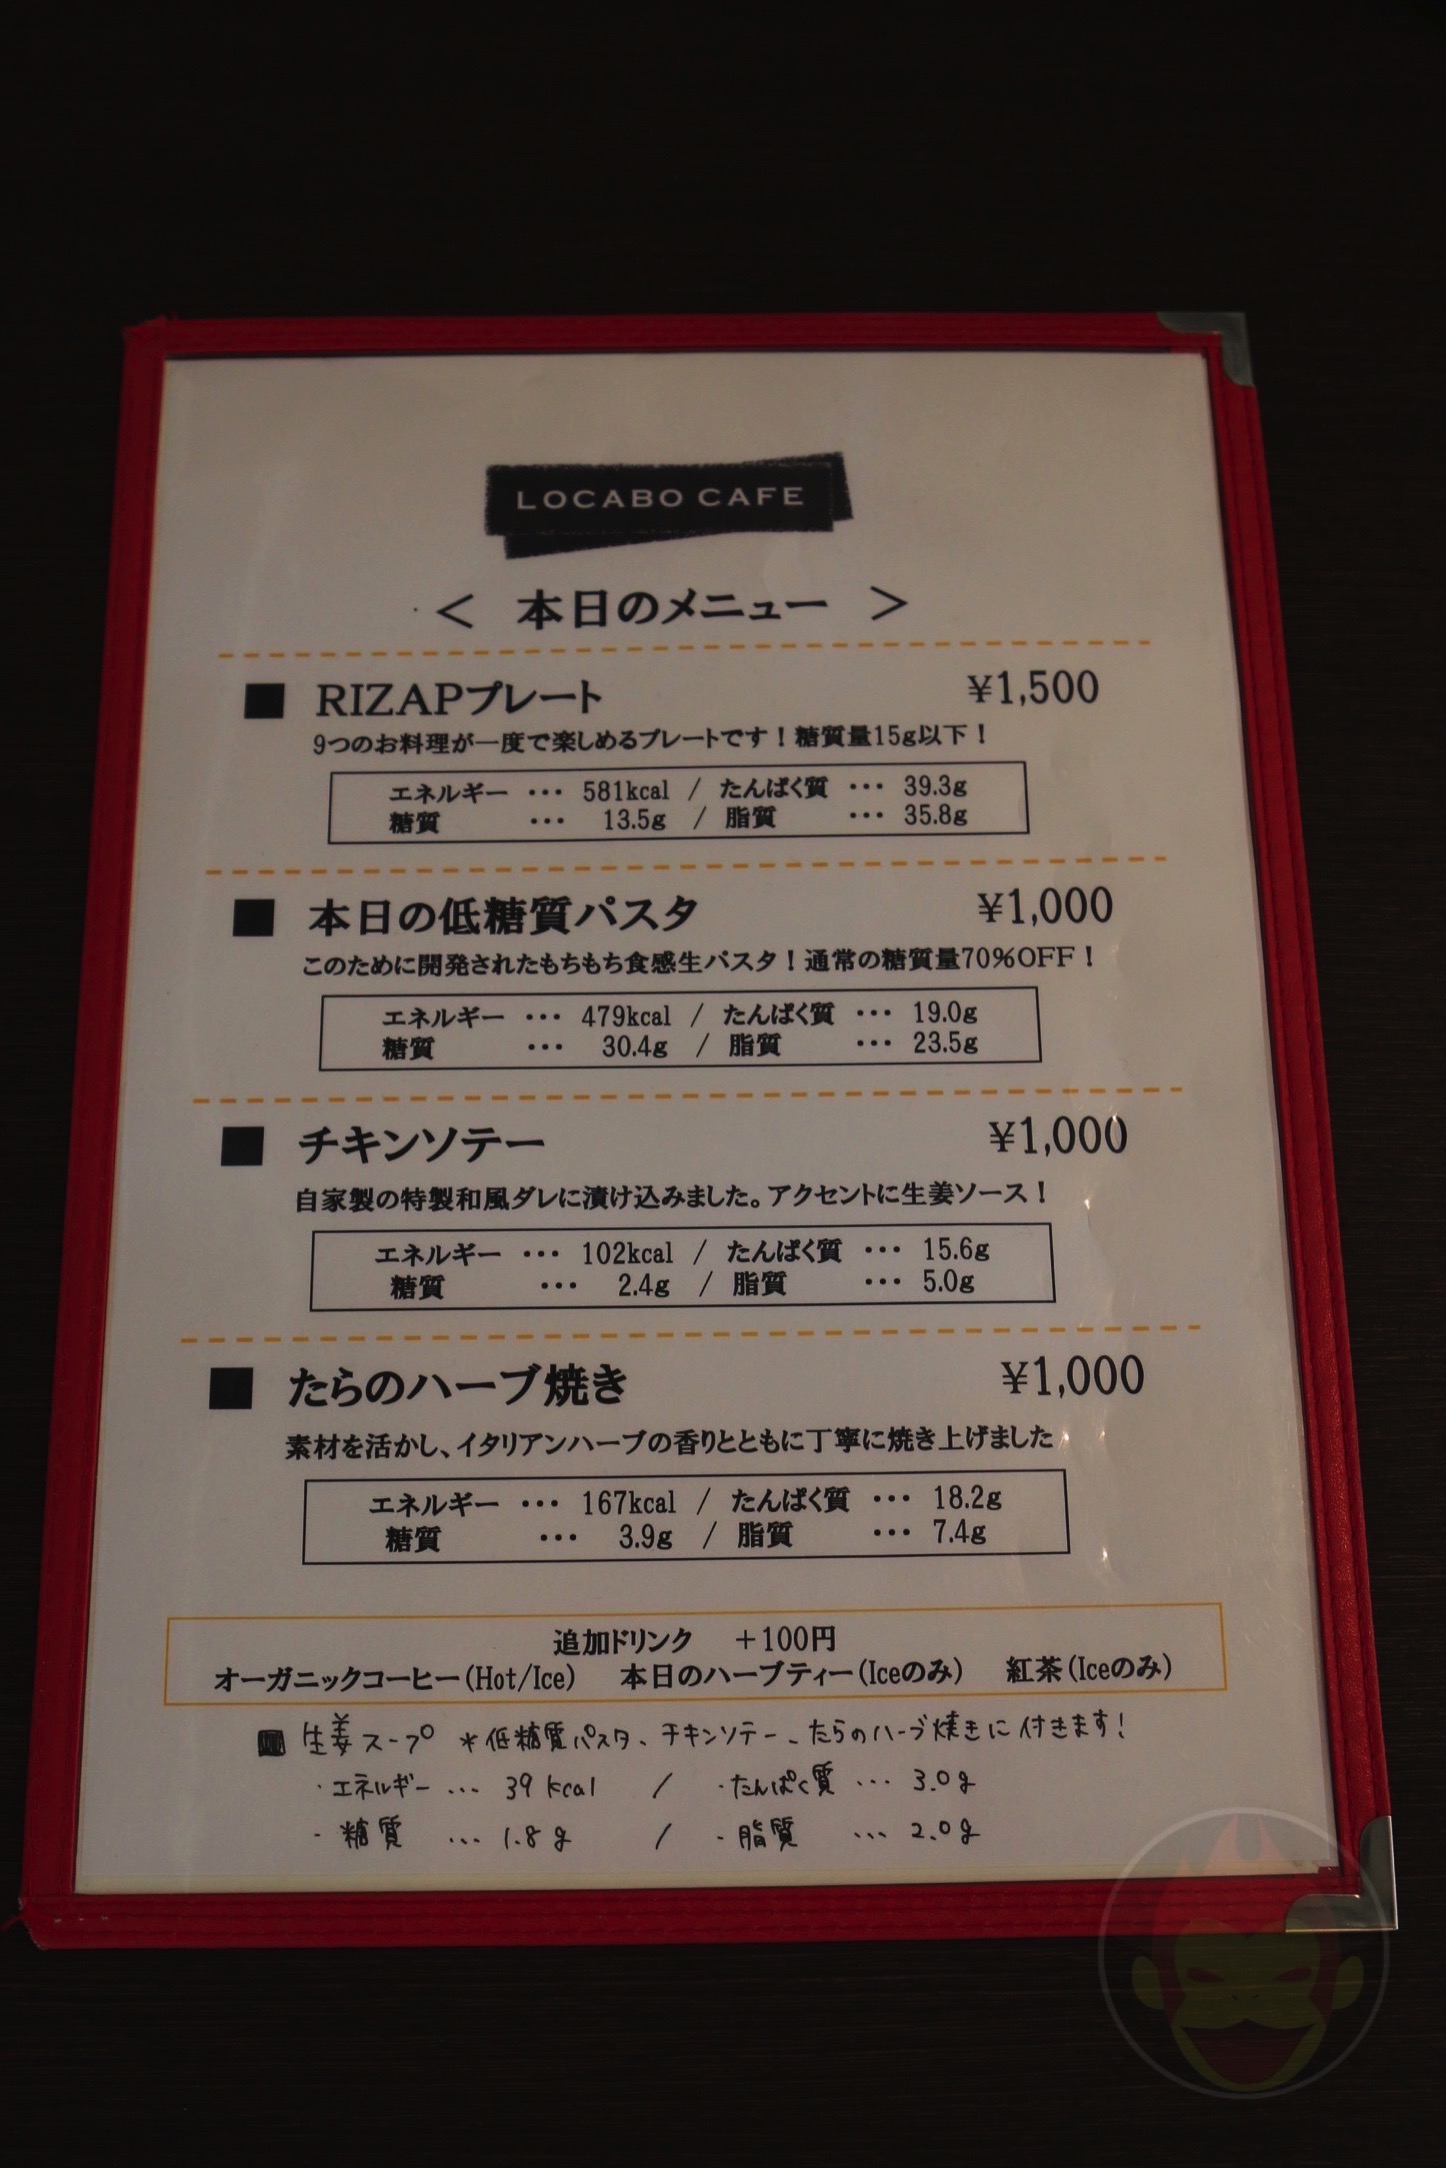 LOCABO CAFE
< 本日のメニュー >
■ RIZAPプレート ¥1,500
9つのお料理が一度で楽しめるプレートです！糖質量15g以下！
エネルギー ・・・ 581kcal / たんぱく質 ・・・ 39.3g
糖質 ・・・ 13.5g / 脂質 ・・・ 35.8g
■ 本日の低糖質パスタ ¥1,000
このために開発されたもちもち食感生パスタ！通常の糖質量70%OFF！
エネルギー ・・・ 479kcal / たんぱく質 ・・・ 19.0g
糖質 ・・・ 30.4g / 脂質 ・・・ 23.5g
■ チキンソテー ¥1,000
自家製の特製和風ダレに漬け込みました。アクセントに生姜ソース！
エネルギー ・・・ 102kcal / たんぱく質 ・・・ 15.6g
糖質 ・・・ 2.4g / 脂質 ・・・ 5.0g
■ たらのハーブ焼き ¥1,000
素材を活かし、イタリアンハーブの香りとともに丁寧に焼き上げました
エネルギー ・・・ 167kcal / たんぱく質 ・・・ 18.2g
糖質 ・・・ 3.9g / 脂質 ・・・ 7.4g
追加ドリンク ＋100円
オーガニックコーヒー(Hot/Ice) 本日のハーブティー(Iceのみ) 紅茶(Iceのみ)
■ 生姜スープ ＊低糖質パスタ、チキンソテー、たらのハーブ焼きに付きます！
・エネルギー … 39kcal / ・たんぱく質 … 3.0g
・糖質 … 1.8g / ・脂質 … 2.0g